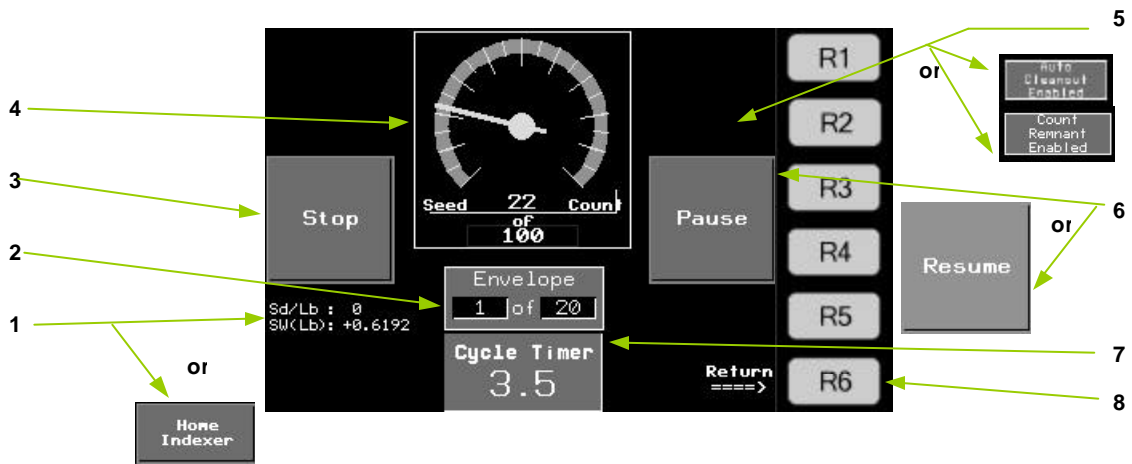 5
R1
or
Auto
Cleanout
Enabled
4
R2
Count
Remnant
Enabled
3
R3
Seed 22 Count
of
100
Stop
Pause
6
or
2
R4
Resume
Envelope
1 of 20
1
Sd/Lb : 0
SW(Lb): +0.6192
R5
7
Cycle Timer
3.5
or
Return
====>
R6
8
Home
Indexer